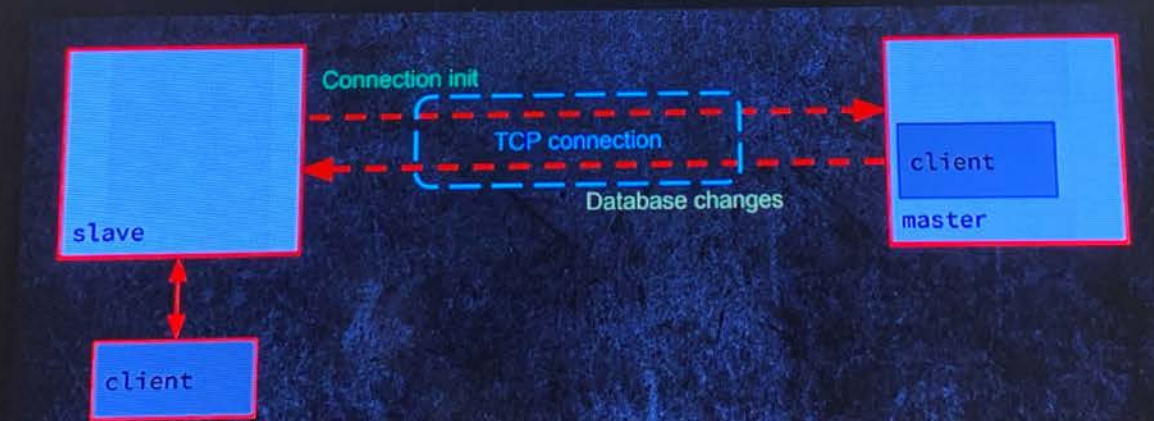 Connection init
TCP connection
client
Database changes
master
slave
client